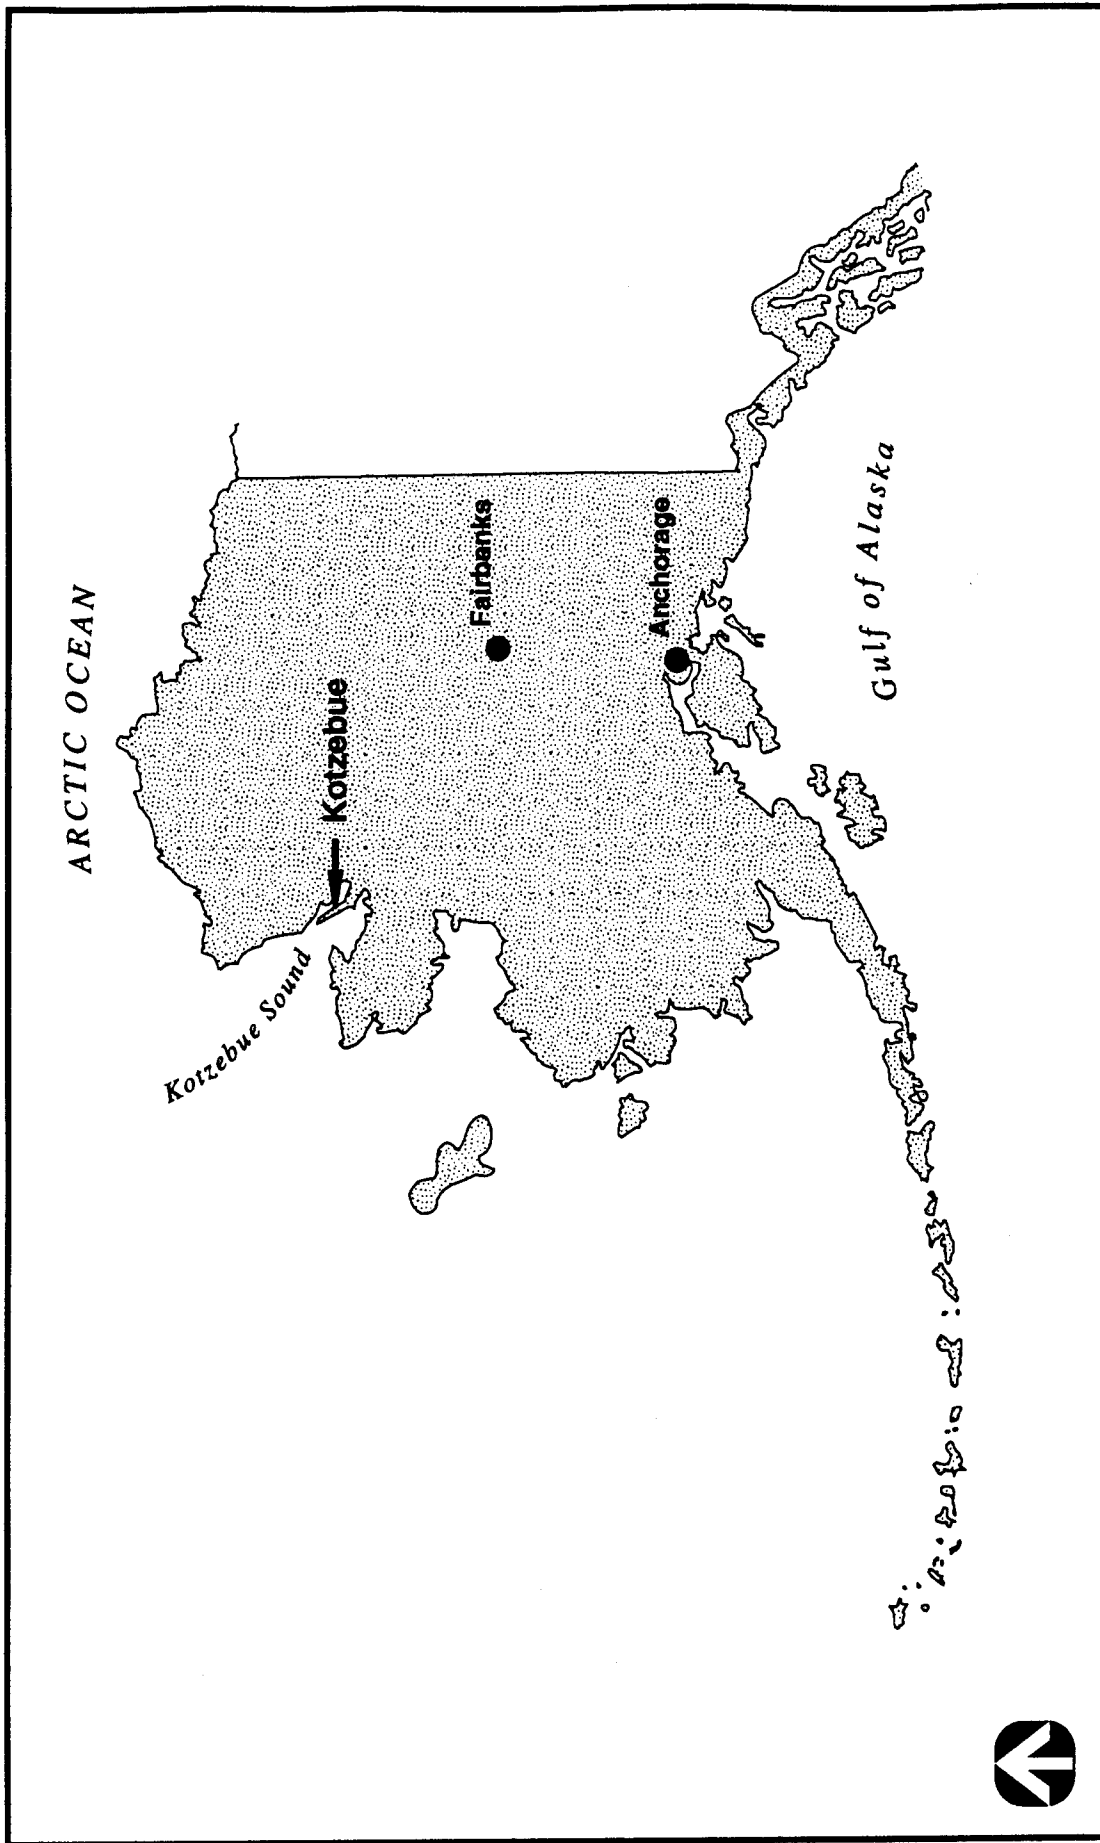 ARCTIC OCEAN
Kotzebue Sound
Kotzebue
Fairbanks
Anchorage
Gulf of Alaska